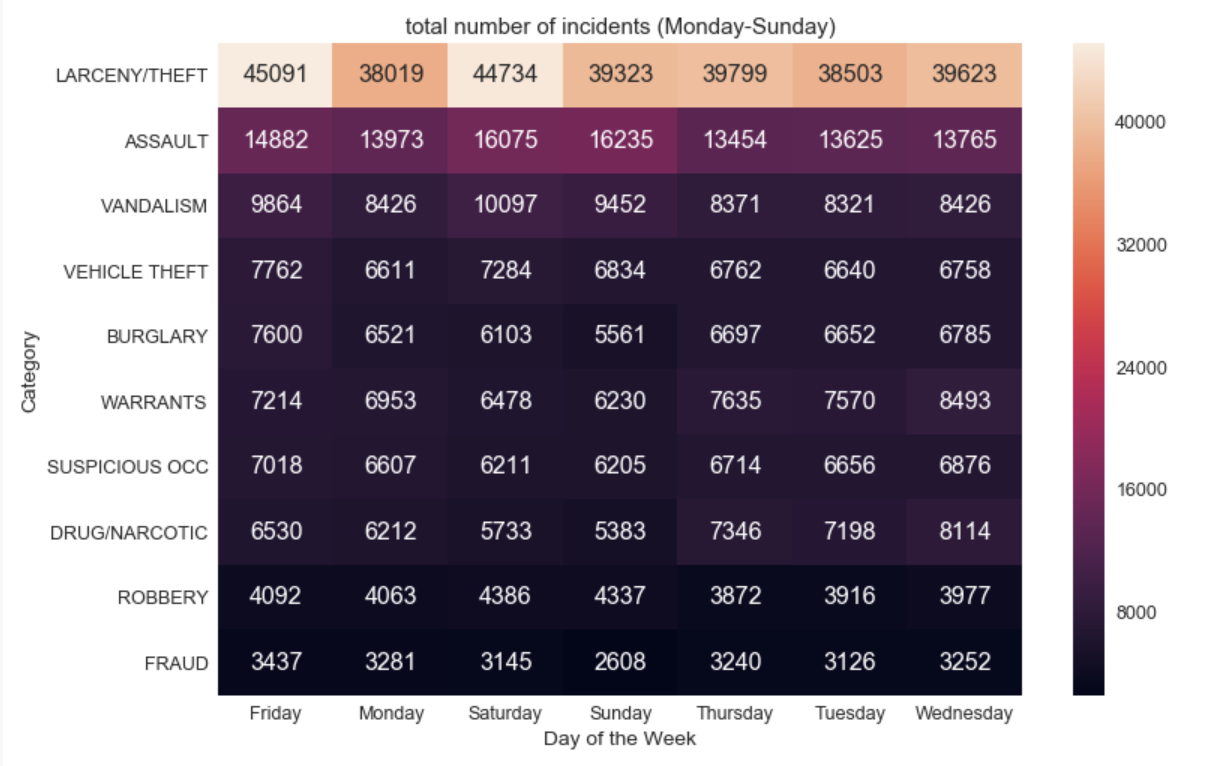 total number of incidents (Monday-Sunday)
LARCENY/THEFT 45091 38019 44734 39323 39799 38503 39623
ASSAULT 14882 13973 16075 16235 13454 13625 13765
VANDALISM 9864 8426 10097 9452 8371 8321 8426
VEHICLE THEFT 7762 6611 7284 6834 6762 6640 6758
BURGLARY 7600 6521 6103 5561 6697 6652 6785
WARRANTS 7214 6953 6478 6230 7635 7570 8493
SUSPICIOUS OCC 7018 6607 6211 6205 6714 6656 6876
DRUG/NARCOTIC 6530 6212 5733 5383 7346 7198 8114
ROBBERY 4092 4063 4386 4337 3872 3916 3977
FRAUD 3437 3281 3145 2608 3240 3126 3252
Friday Monday Saturday Sunday Thursday Tuesday Wednesday
Day of the Week
Category
40000
32000
24000
16000
8000